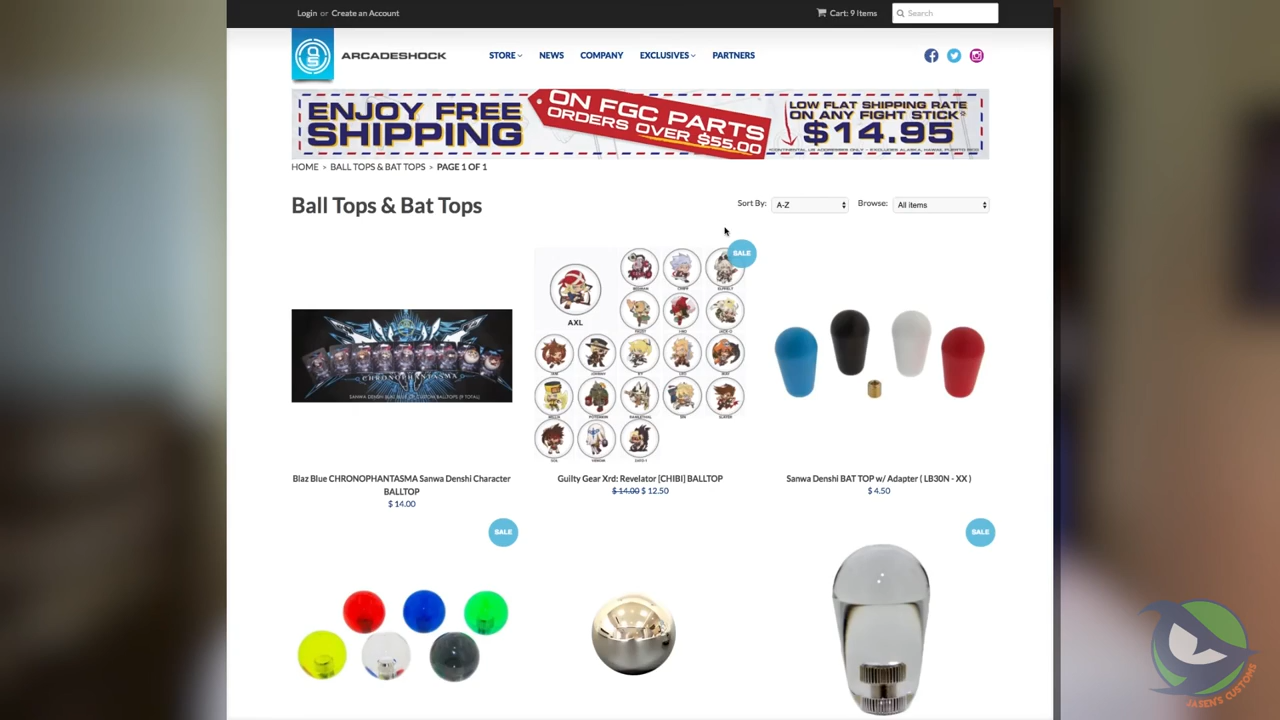 Login or Create an Account
Cart: 9 Items
Search
ARCADESHOCK
STORE
NEWS
COMPANY
EXCLUSIVES
PARTNERS
ENJOY FREE
SHIPPING
ON FGC PARTS
ORDERS OVER $55.00
LOW FLAT SHIPPING RATE
ON ANY FIGHT STICK*
$14.95
HOME > BALL TOPS & BAT TOPS > PAGE 1 OF 1
Ball Tops & Bat Tops
Sort By:
A-Z
Browse:
All items
SALE
AXL
CHRONOPHANTASMA
Blaz Blue CHRONOPHANTASMA Sanwa Denshi Character
BALLTOP
$ 14.00
Guilty Gear Xrd: Revelator [CHIBI] BALLTOP
$ 14.00 $ 12.50
Sanwa Denshi BAT TOP w/ Adapter ( LB30N - XX )
$ 4.50
SALE
SALE
JASEN'S CUSTOMS